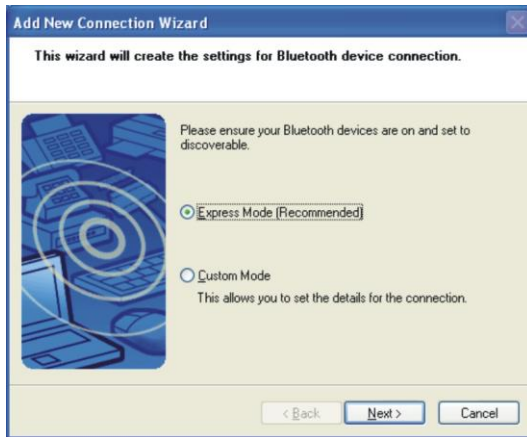 Add New Connection Wizard
This wizard will create the settings for Bluetooth device connection.
Please ensure your Bluetooth devices are on and set to
discoverable.
Express Mode (Recommended)
Custom Mode
This allows you to set the details for the connection.
< Back
Next >
Cancel